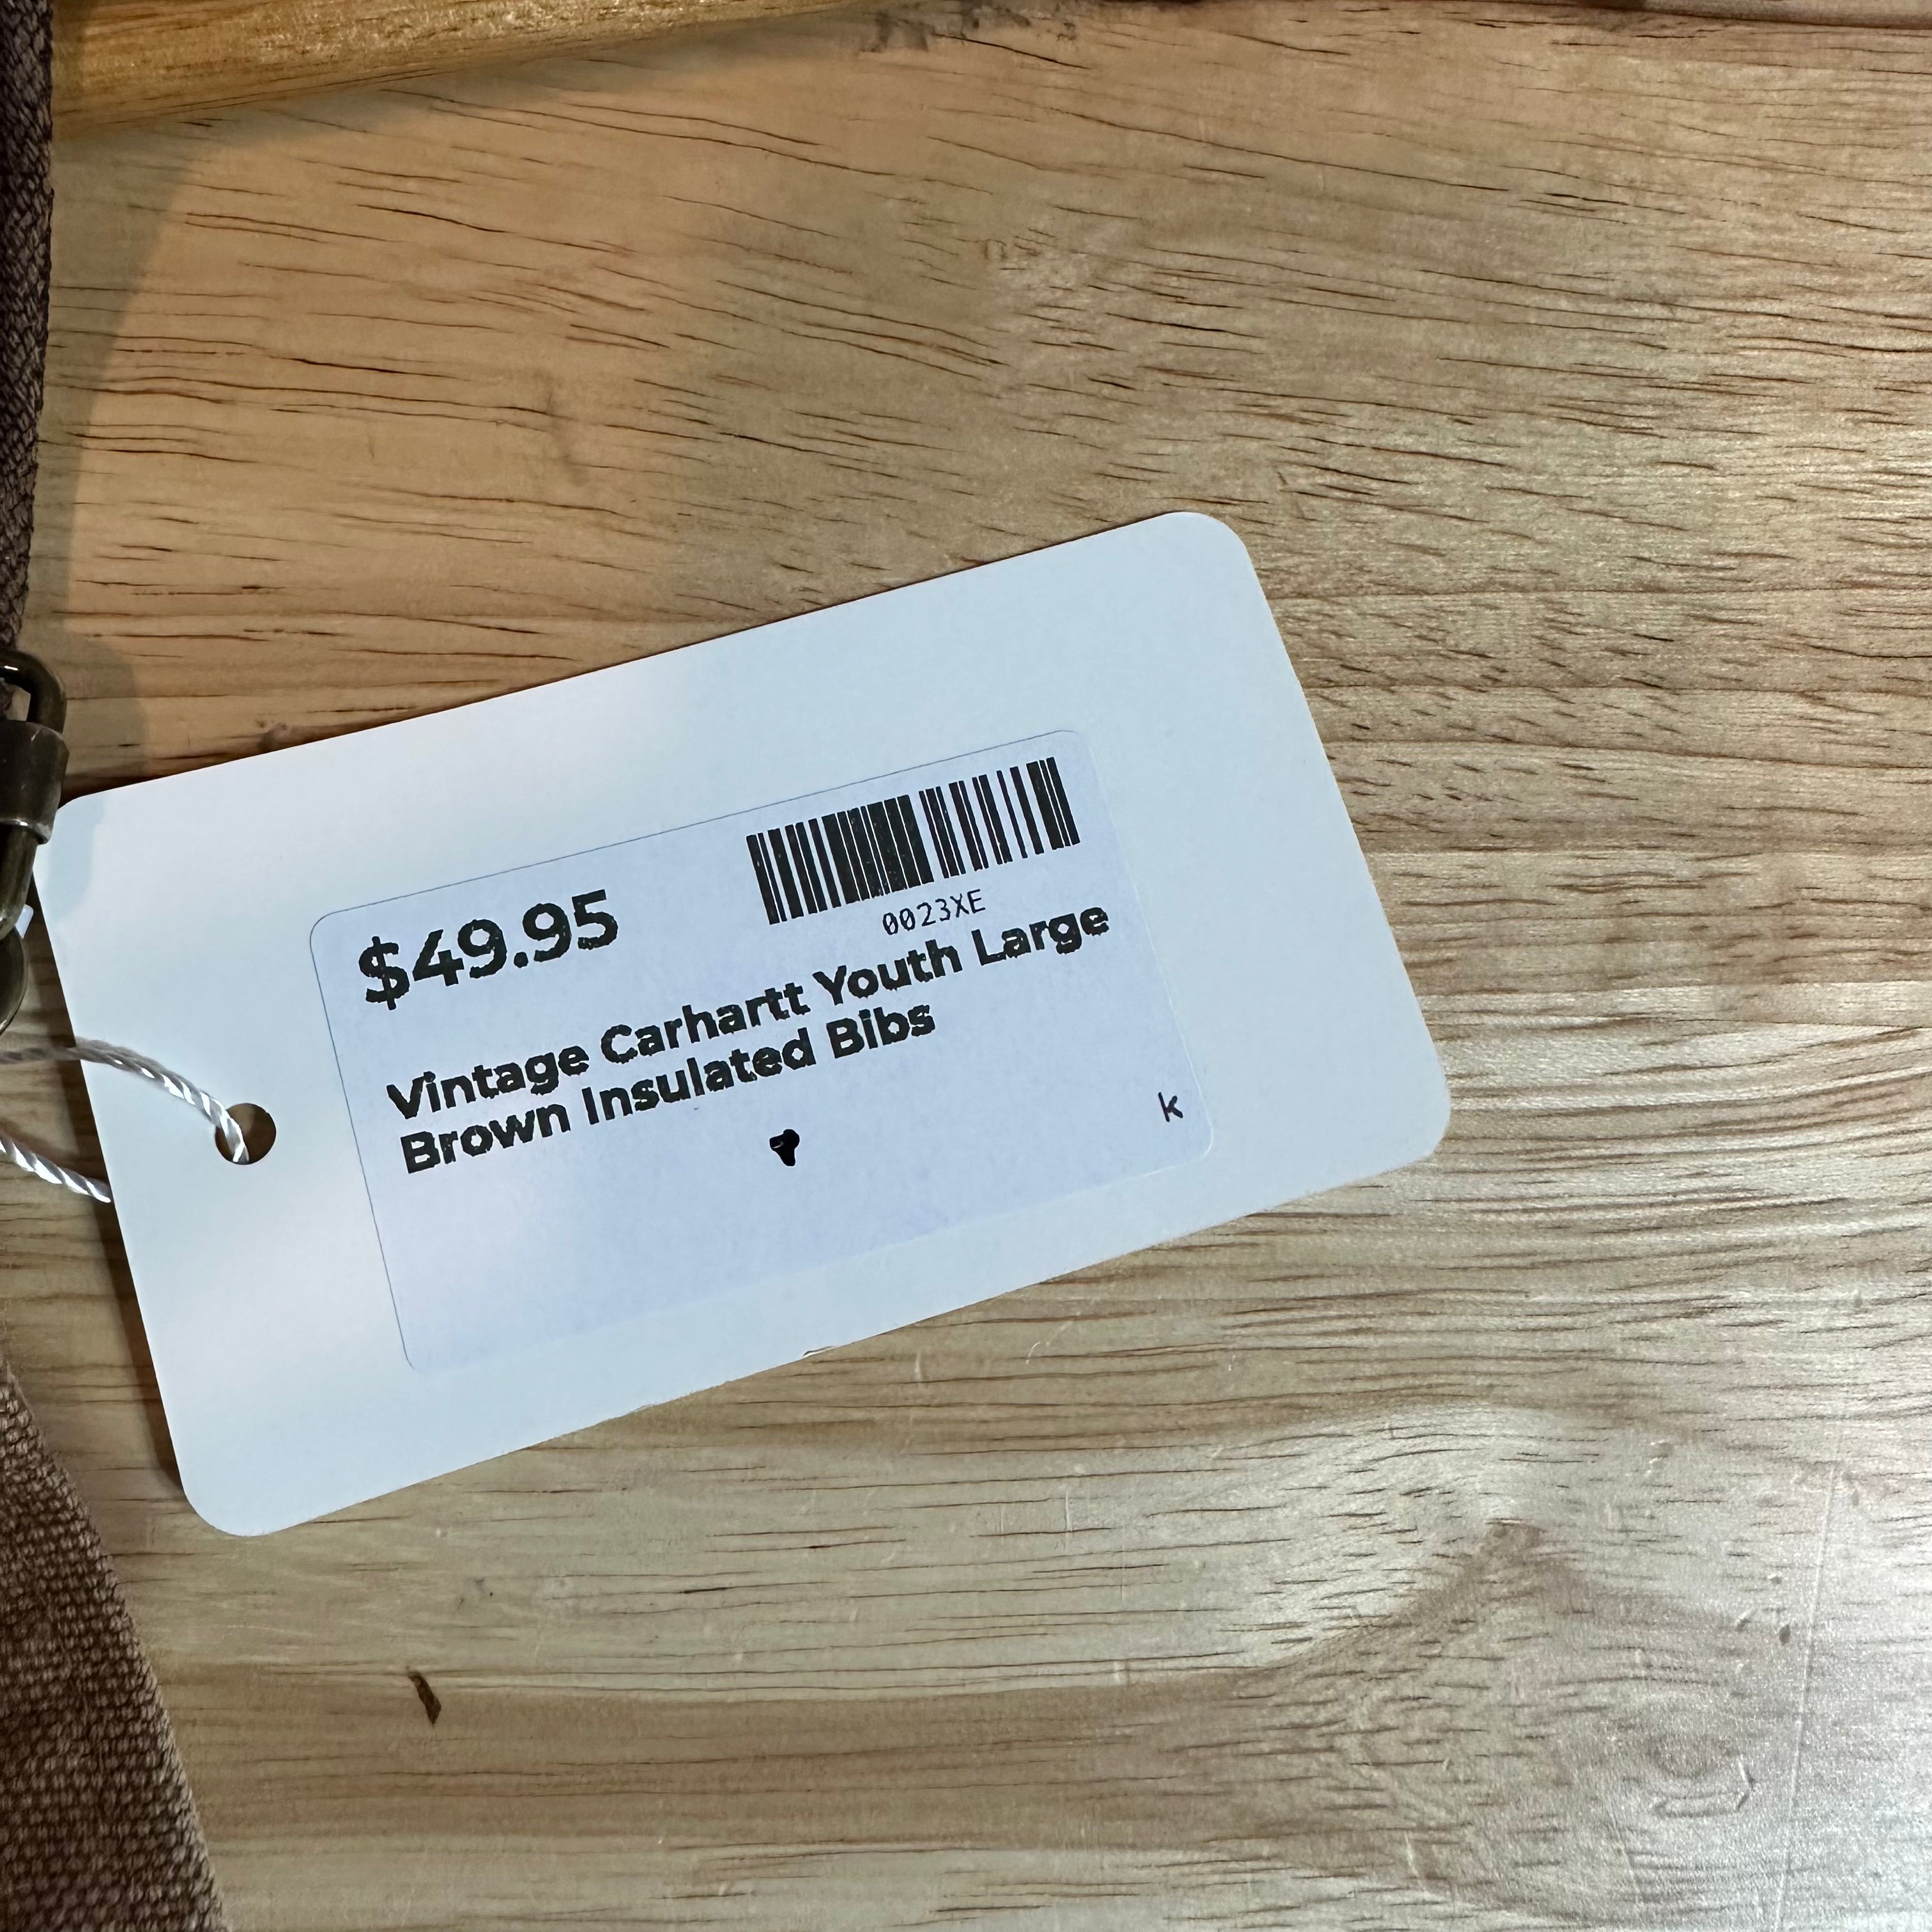 $49.95
0023XE
Vintage Carhartt Youth Large
Brown Insulated Bibs
k